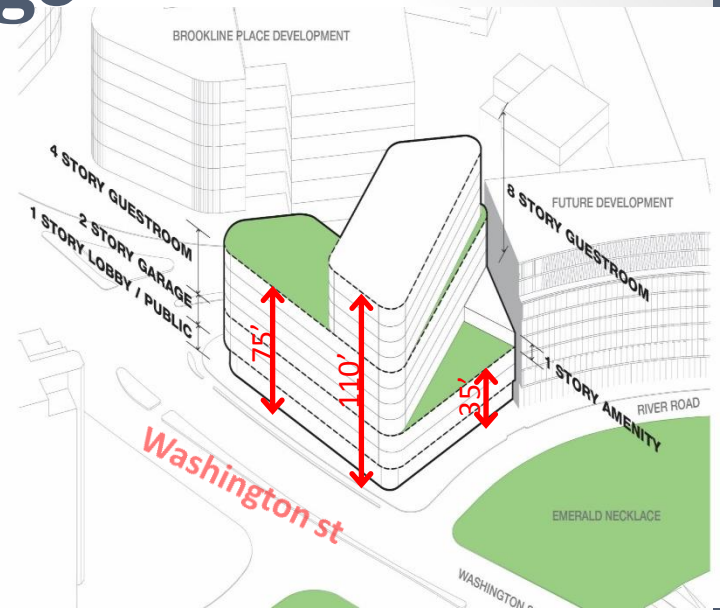 BROOKLINE PLACE DEVELOPMENT
4 STORY GUESTROOM
2 STORY GARAGE
1 STORY LOBBY / PUBLIC
8 STORY GUESTROOM
FUTURE DEVELOPMENT
75'
110'
35'
1 STORY AMENITY
RIVER ROAD
Washington st
EMERALD NECKLACE
WASHINGTON